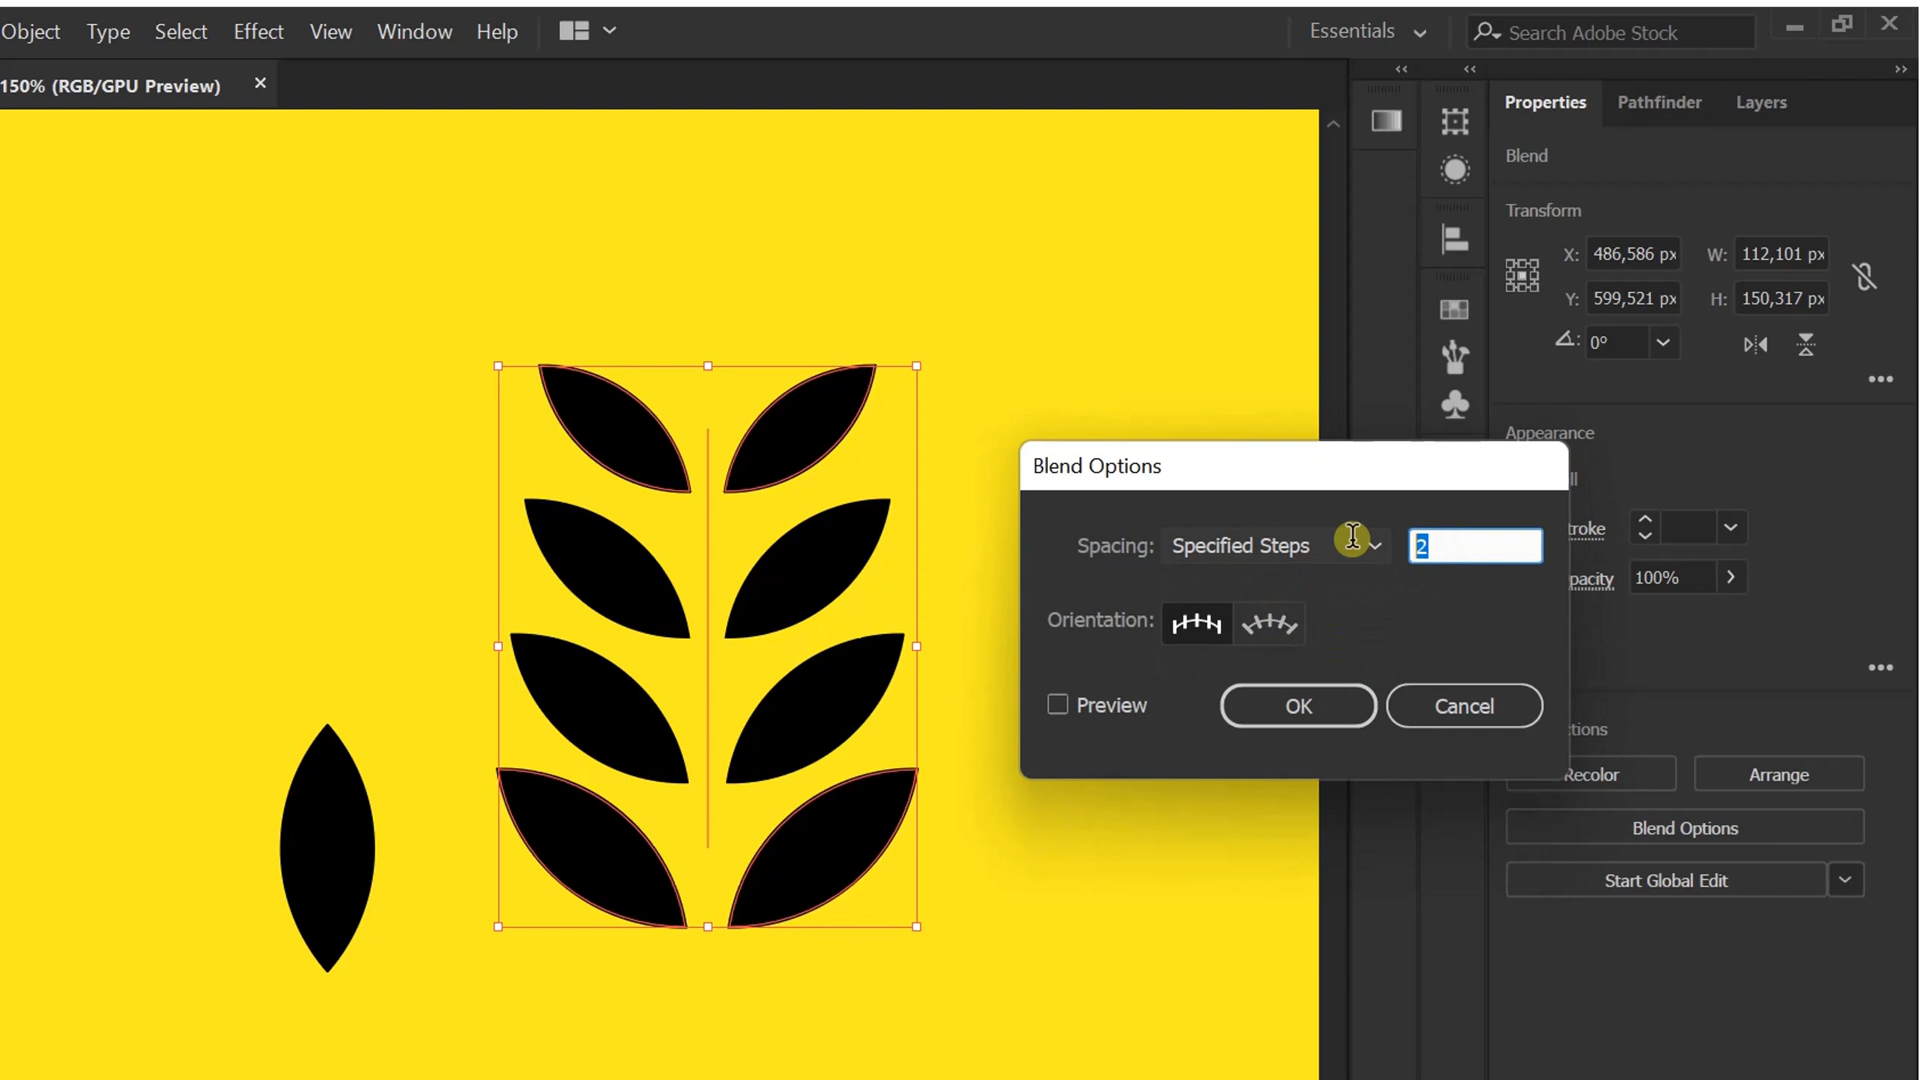 Object Type Select Effect View Window Help Essentials Search Adobe Stock
150% (RGB/GPU Preview) ×
Properties Pathfinder Layers
Blend
Transform
X: 486,586 px W: 112,101 px
Y: 599,521 px H: 150,317 px
0°
Appearance
ll
troke
pacity 100%
Blend Options
Spacing: Specified Steps 2
Orientation:
Preview OK Cancel
ctions
Recolor Arrange
Blend Options
Start Global Edit